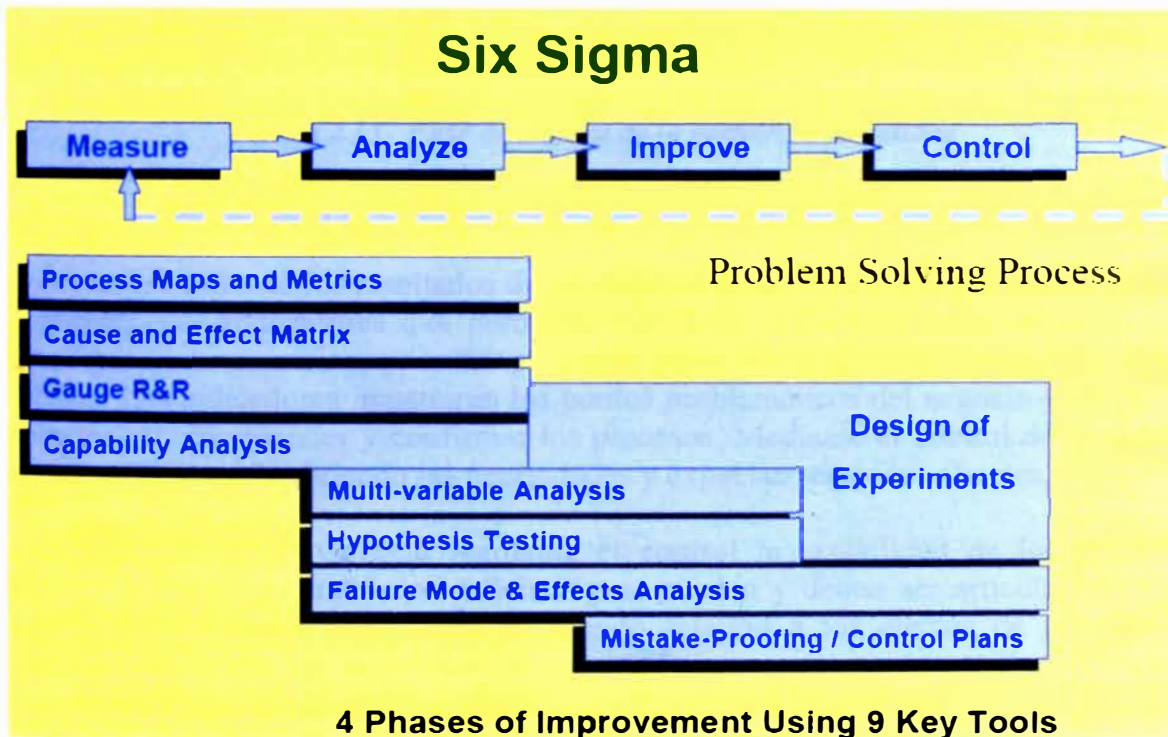 Six Sigma
Measure
Analyze
Improve
Control
Problem Solving Process
Process Maps and Metrics
Cause and Effect Matrix
Gauge R&R
Capability Analysis
Design of
Experiments
Multi-variable Analysis
Hypothesis Testing
Failure Mode & Effects Analysis
Mistake-Proofing / Control Plans
4 Phases of Improvement Using 9 Key Tools